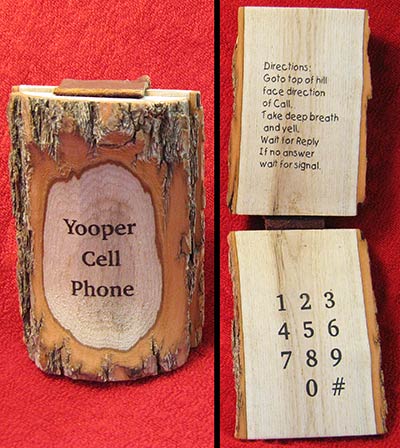 Yooper
Cell
Phone
Directions:
Goto top of hill
face direction
of Call.
Take deep breath
and yell.
Wait for Reply
If no answer
wait for signal.
1 2 3
4 5 6
7 8 9
0 #